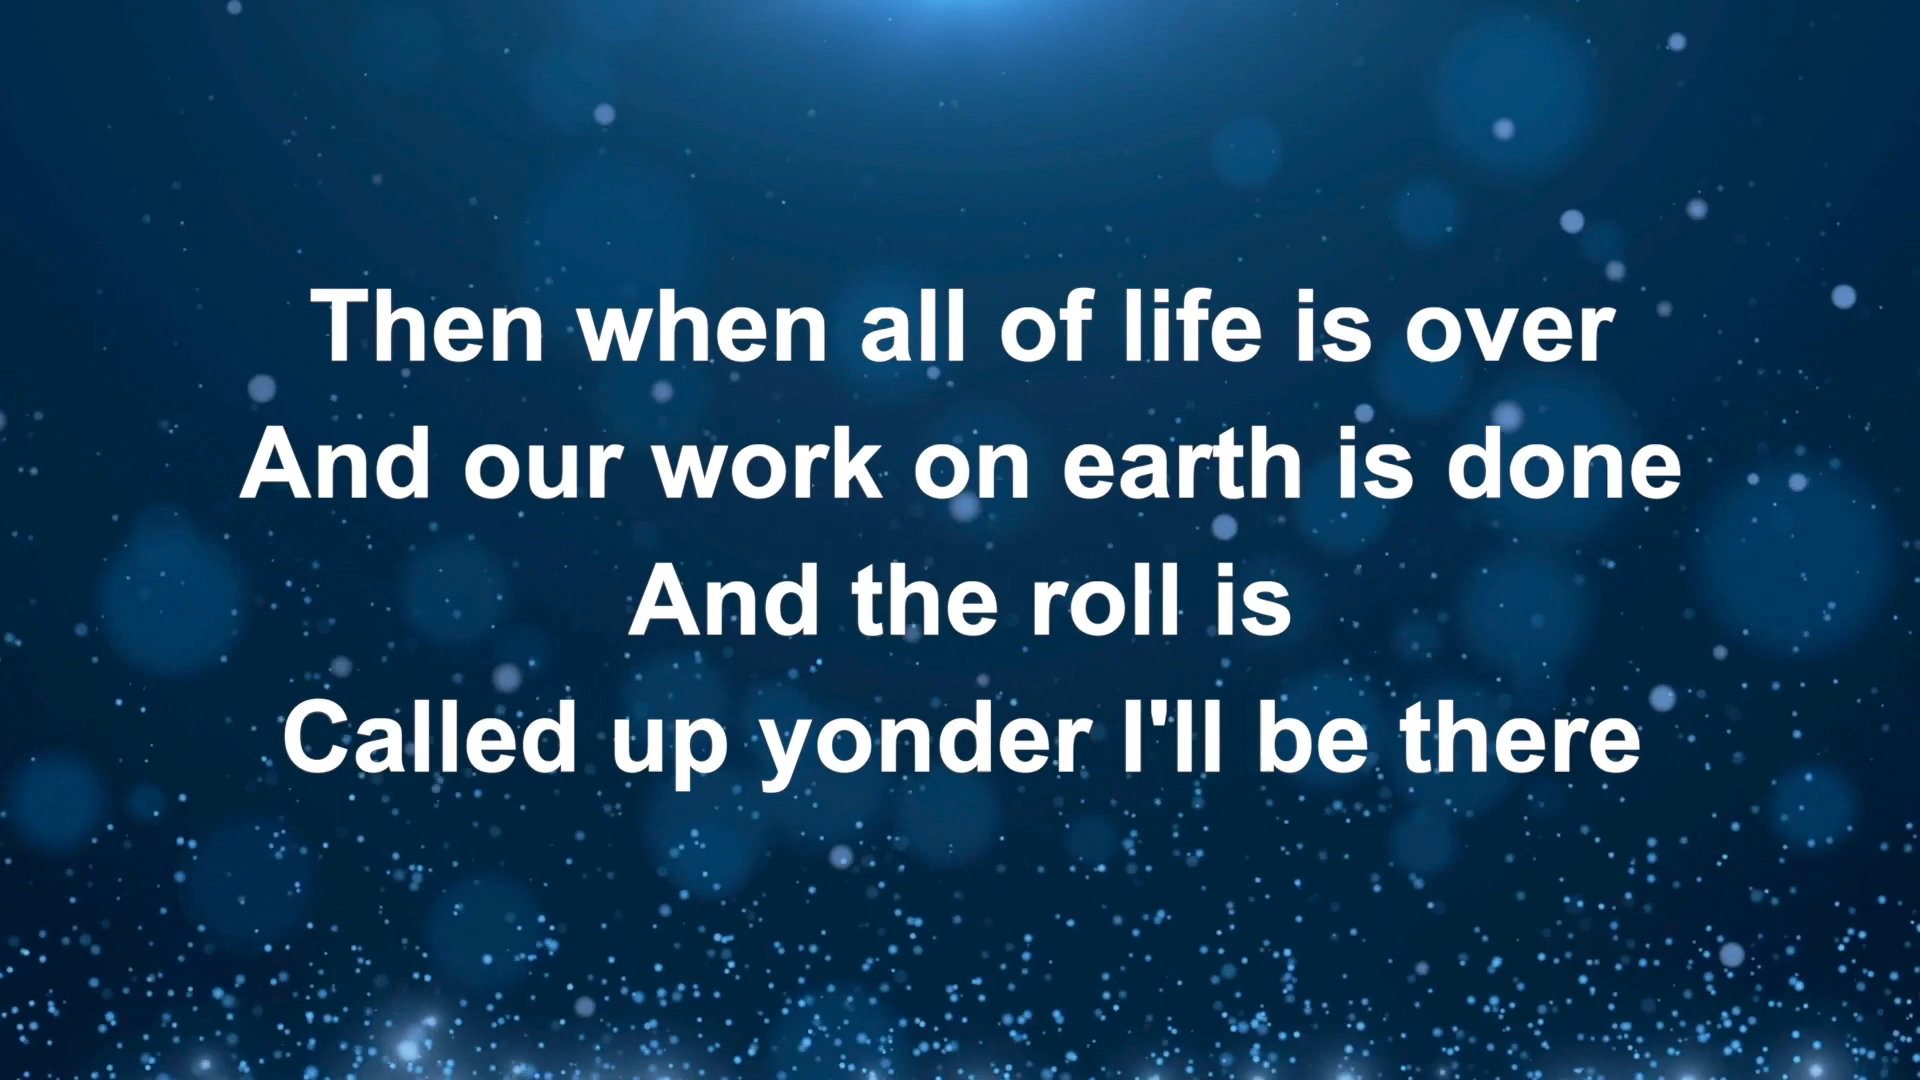 Then when all of life is over
And our work on earth is done
And the roll is
Called up yonder I'll be there